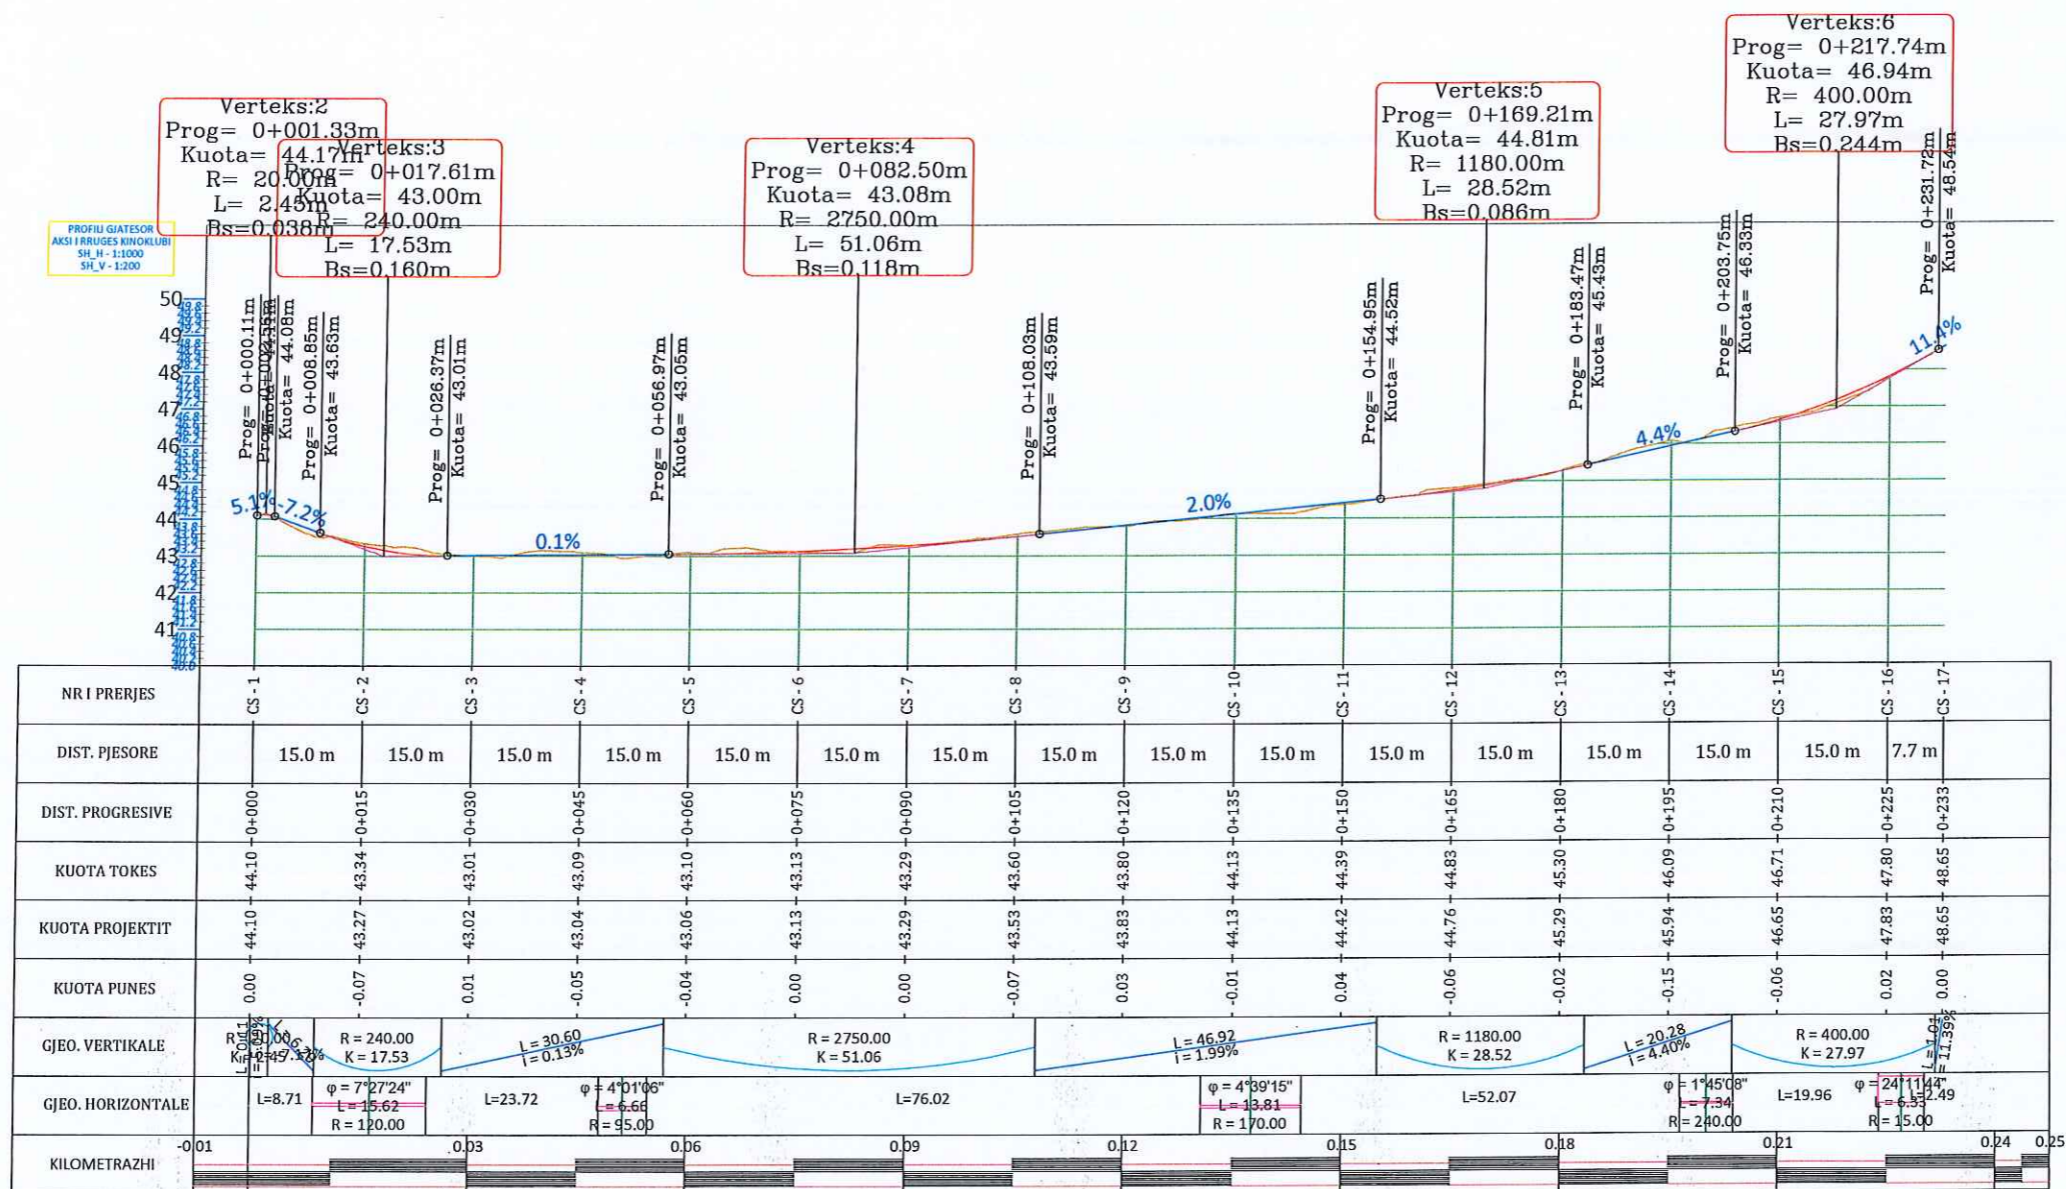 Verteks:2
Prog= 0+001.33m
Kuota= 44.17m
R= 20.00m
L= 2.45m
Bs=0.038m
Verteks:3
Prog= 0+017.61m
Kuota= 43.00m
R= 240.00m
L= 17.53m
Bs=0.160m
Verteks:4
Prog= 0+082.50m
Kuota= 43.08m
R= 2750.00m
L= 51.06m
Bs=0.118m
Verteks:5
Prog= 0+169.21m
Kuota= 44.81m
R= 1180.00m
L= 28.52m
Bs=0.086m
Verteks:6
Prog= 0+217.74m
Kuota= 46.94m
R= 400.00m
L= 27.97m
Bs=0.244m
PROFILI GJATESOR
AKSI I RRUGES KINOKLUBI
SH_H - 1:1000
SH_V - 1:200
50
49
48
47
46
45
44
43
42
41
Prog= 0+000.11m
Kuota= 44.11m
Kuota= 44.08m
Prog= 0+008.85m
Kuota= 43.63m
Prog= 0+026.37m
Kuota= 43.01m
Prog= 0+056.97m
Kuota= 43.05m
Prog= 0+108.03m
Kuota= 43.59m
Prog= 0+154.95m
Kuota= 44.52m
Prog= 0+183.47m
Kuota= 45.43m
Prog= 0+203.75m
Kuota= 46.33m
Prog= 0+231.72m
Kuota= 48.54m
5.1% -7.2% 0.1% 2.0% 4.4% 11.4%
NR I PRERJES CS - 1 CS - 2 CS - 3 CS - 4 CS - 5 CS - 6 CS - 7 CS - 8 CS - 9 CS - 10 CS - 11 CS - 12 CS - 13 CS - 14 CS - 15 CS - 16 CS - 17
DIST. PJESORE 15.0 m 15.0 m 15.0 m 15.0 m 15.0 m 15.0 m 15.0 m 15.0 m 15.0 m 15.0 m 15.0 m 15.0 m 15.0 m 15.0 m 15.0 m 7.7 m
DIST. PROGRESIVE 0+000 0+015 0+030 0+045 0+060 0+075 0+090 0+105 0+120 0+135 0+150 0+165 0+180 0+195 0+210 0+225 0+233
KUOTA TOKES 44.10 43.34 43.01 43.09 43.10 43.13 43.29 43.60 43.80 44.13 44.39 44.83 45.30 46.09 46.71 47.80 48.65
KUOTA PROJEKTIT 44.10 43.27 43.02 43.04 43.06 43.13 43.29 43.53 43.83 44.13 44.42 44.76 45.29 45.94 46.65 47.83 48.65
KUOTA PUNES 0.00 -0.07 0.01 -0.05 -0.04 0.00 0.00 -0.07 0.03 -0.01 0.04 -0.06 -0.02 -0.15 -0.06 0.02 0.00
GJEO. VERTIKALE
R = 240.00
K = 17.53
L = 30.60
i = 0.13%
R = 2750.00
K = 51.06
L = 46.92
i = 1.99%
R = 1180.00
K = 28.52
L = 20.28
i = 4.40%
R = 400.00
K = 27.97
L = 1.01
i = 11.39%
GJEO. HORIZONTALE
L=8.71
φ = 7°27'24"
L = 15.62
R = 120.00
L=23.72
φ = 4°01'06"
L = 6.66
R = 95.00
L=76.02
φ = 4°39'15"
L = 13.81
R = 170.00
L=52.07
φ = 1°45'08"
L = 7.34
R = 240.00
L=19.96
φ = 24°11'44"
L = 6.33
R = 15.00
L=2.49
KILOMETRAZHI -0.01 0.03 0.06 0.09 0.12 0.15 0.18 0.21 0.24 0.25